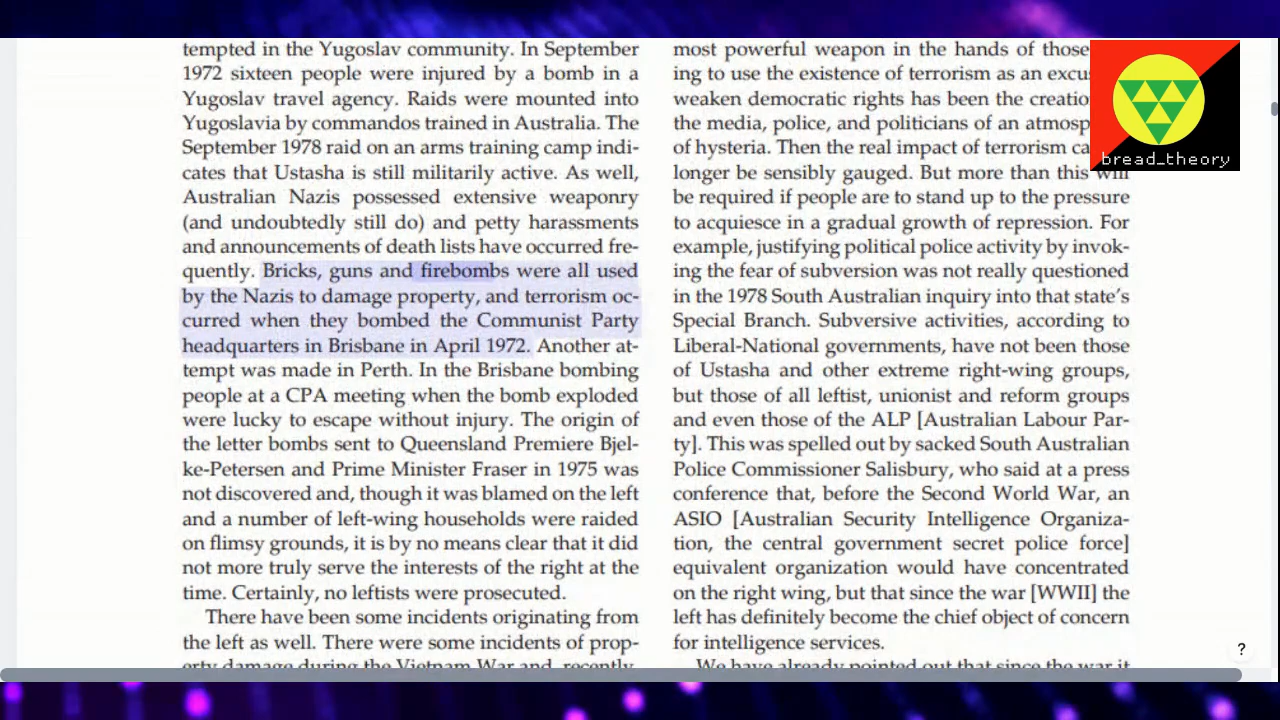 tempted in the Yugoslav community. In September
1972 sixteen people were injured by a bomb in a
Yugoslav travel agency. Raids were mounted into
Yugoslavia by commandos trained in Australia. The
September 1978 raid on an arms training camp indi-
cates that Ustasha is still militarily active. As well,
Australian Nazis possessed extensive weaponry
(and undoubtedly still do) and petty harassments
and announcements of death lists have occurred fre-
quently. Bricks, guns and firebombs were all used
by the Nazis to damage property, and terrorism oc-
curred when they bombed the Communist Party
headquarters in Brisbane in April 1972. Another at-
tempt was made in Perth. In the Brisbane bombing
people at a CPA meeting when the bomb exploded
were lucky to escape without injury. The origin of
the letter bombs sent to Queensland Premiere Bjel-
ke-Petersen and Prime Minister Fraser in 1975 was
not discovered and, though it was blamed on the left
and a number of left-wing households were raided
on flimsy grounds, it is by no means clear that it did
not more truly serve the interests of the right at the
time. Certainly, no leftists were prosecuted.
There have been some incidents originating from
the left as well. There were some incidents of prop-
erty damage during the Vietnam War and, recently,
most powerful weapon in the hands of those
ing to use the existence of terrorism as an excu
weaken democratic rights has been the creatio
the media, police, and politicians of an atmosp
of hysteria. Then the real impact of terrorism ca
longer be sensibly gauged. But more than this will
be required if people are to stand up to the pressure
to acquiesce in a gradual growth of repression. For
example, justifying political police activity by invok-
ing the fear of subversion was not really questioned
in the 1978 South Australian inquiry into that state's
Special Branch. Subversive activities, according to
Liberal-National governments, have not been those
of Ustasha and other extreme right-wing groups,
but those of all leftist, unionist and reform groups
and even those of the ALP [Australian Labour Par-
ty]. This was spelled out by sacked South Australian
Police Commissioner Salisbury, who said at a press
conference that, before the Second World War, an
ASIO [Australian Security Intelligence Organiza-
tion, the central government secret police force]
equivalent organization would have concentrated
on the right wing, but that since the war [WWII] the
left has definitely become the chief object of concern
for intelligence services.
We have already pointed out that since the war it
bread_theory
?